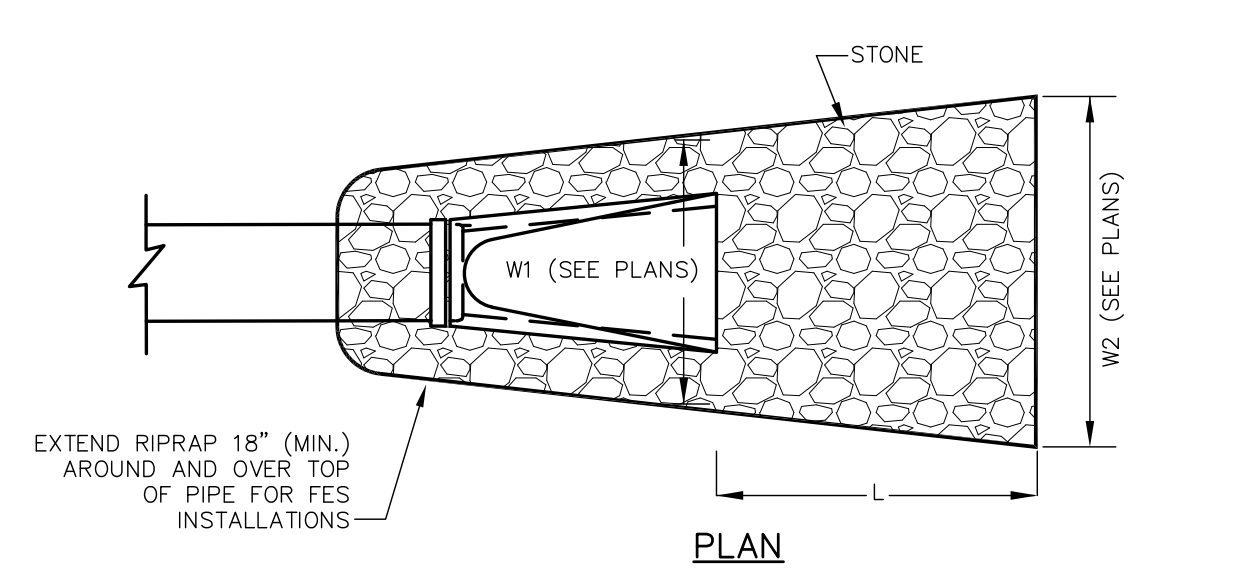 STONE
W1 (SEE PLANS)
W2 (SEE PLANS)
EXTEND RIPRAP 18” (MIN.)
AROUND AND OVER TOP
OF PIPE FOR FES
INSTALLATIONS
L
PLAN